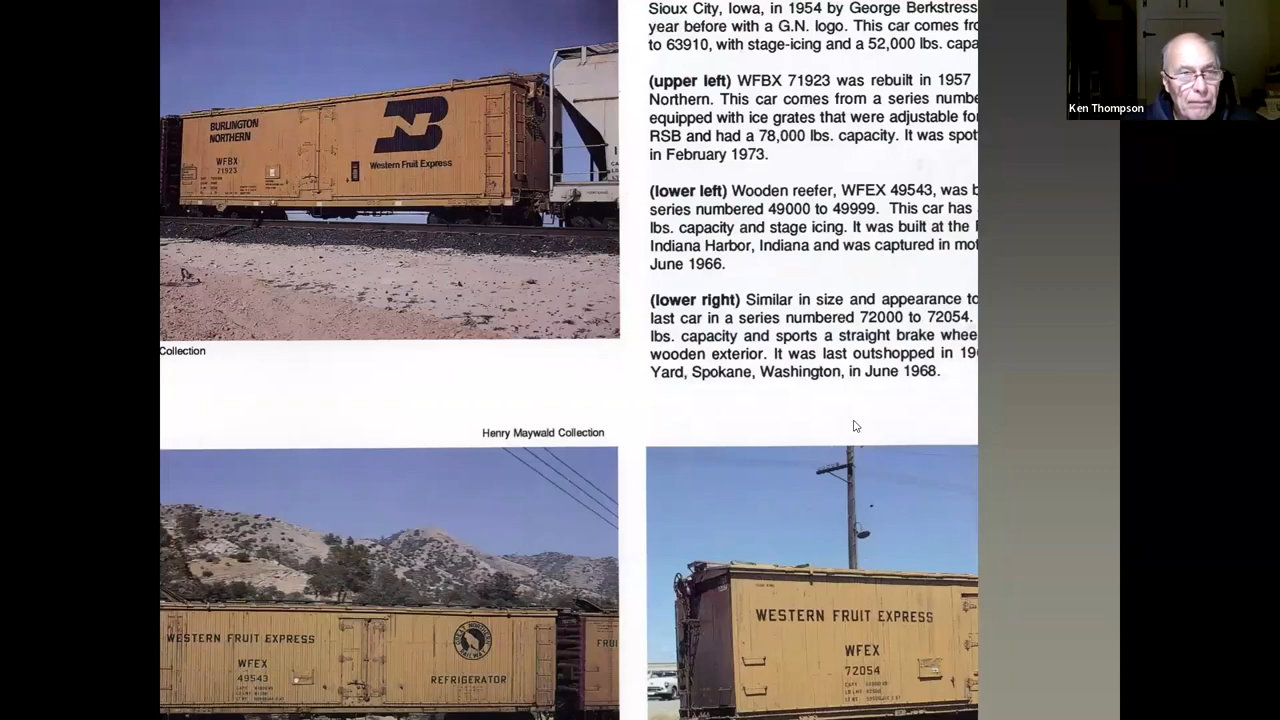 Sioux City, Iowa, in 1954 by George Berkstress
year before with a G.N. logo. This car comes fro
to 63910, with stage-icing and a 52,000 lbs. capa
(upper left) WFBX 71923 was rebuilt in 1957
Northern. This car comes from a series numbe
equipped with ice grates that were adjustable for
RSB and had a 78,000 lbs. capacity. It was spot
in February 1973.
(lower left) Wooden reefer, WFEX 49543, was b
series numbered 49000 to 49999. This car has
lbs. capacity and stage icing. It was built at the
Indiana Harbor, Indiana and was captured in mot
June 1966.
(lower right) Similar in size and appearance to
last car in a series numbered 72000 to 72054.
lbs. capacity and sports a straight brake whee
wooden exterior. It was last outshopped in 19
Yard, Spokane, Washington, in June 1968.
Ken Thompson
BURLINGTON
NORTHERN
WFBX
71923
Western Fruit Express
Collection
Henry Maywald Collection
WESTERN FRUIT EXPRESS
WFEX
49543
GREAT NORTHERN
RAILWAY
REFRIGERATOR
FRUI
WESTERN FRUIT EXPRESS
WFEX
72054